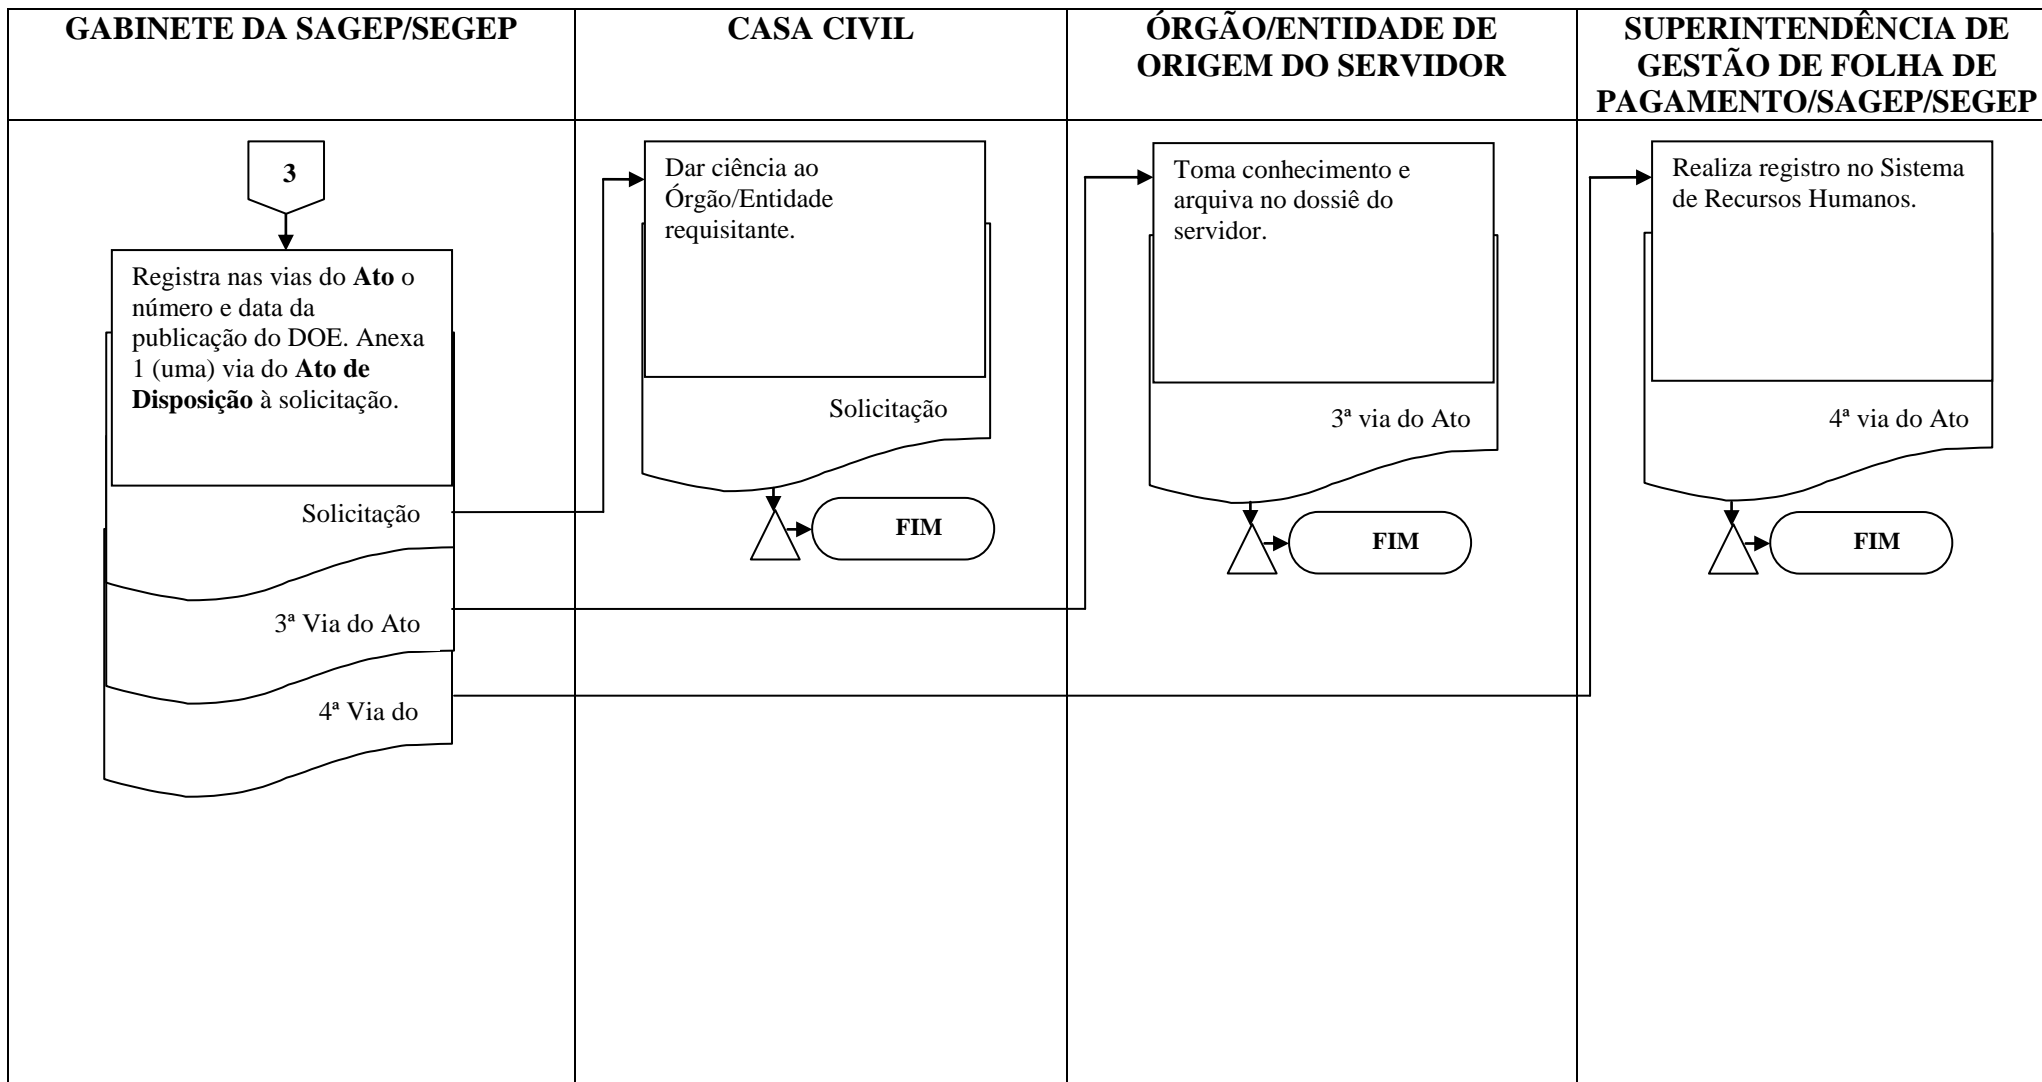 GABINETE DA SAGEP/SEGEP
CASA CIVIL
ÓRGÃO/ENTIDADE DE
ORIGEM DO SERVIDOR
SUPERINTENDÊNCIA DE
GESTÃO DE FOLHA DE
PAGAMENTO/SAGEP/SEGEP
3
Registra nas vias do Ato o
número e data da
publicação do DOE. Anexa
1 (uma) via do Ato de
Disposição à solicitação.
Solicitação
3ª Via do Ato
4ª Via do
Dar ciência ao
Órgão/Entidade
requisitante.
Solicitação
FIM
Toma conhecimento e
arquiva no dossiê do
servidor.
3ª via do Ato
FIM
Realiza registro no Sistema
de Recursos Humanos.
4ª via do Ato
FIM